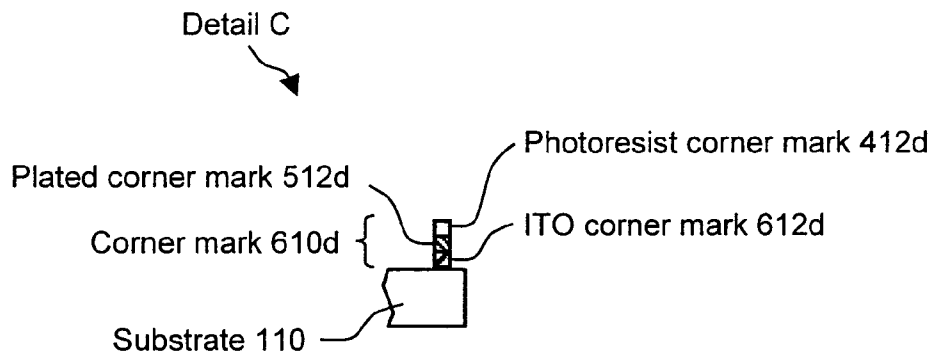 Detail C
Photoresist corner mark 412d
Plated corner mark 512d
Corner mark 610d
ITO corner mark 612d
Substrate 110